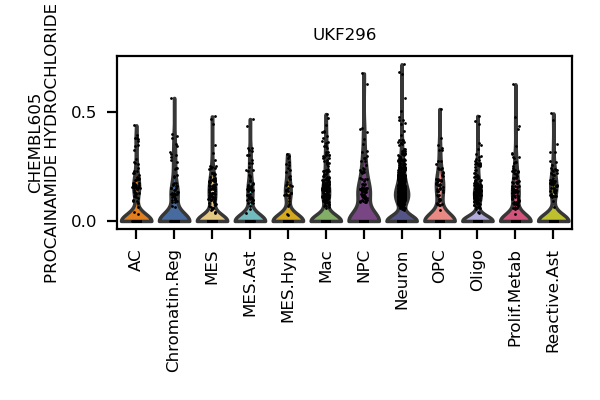 UKF296
CHEMBL605
PROCAINAMIDE HYDROCHLORIDE
0.5
0.0
AC
Chromatin.Reg
MES
MES.Ast
MES.Hyp
Mac
NPC
Neuron
OPC
Oligo
Prolif.Metab
Reactive.Ast